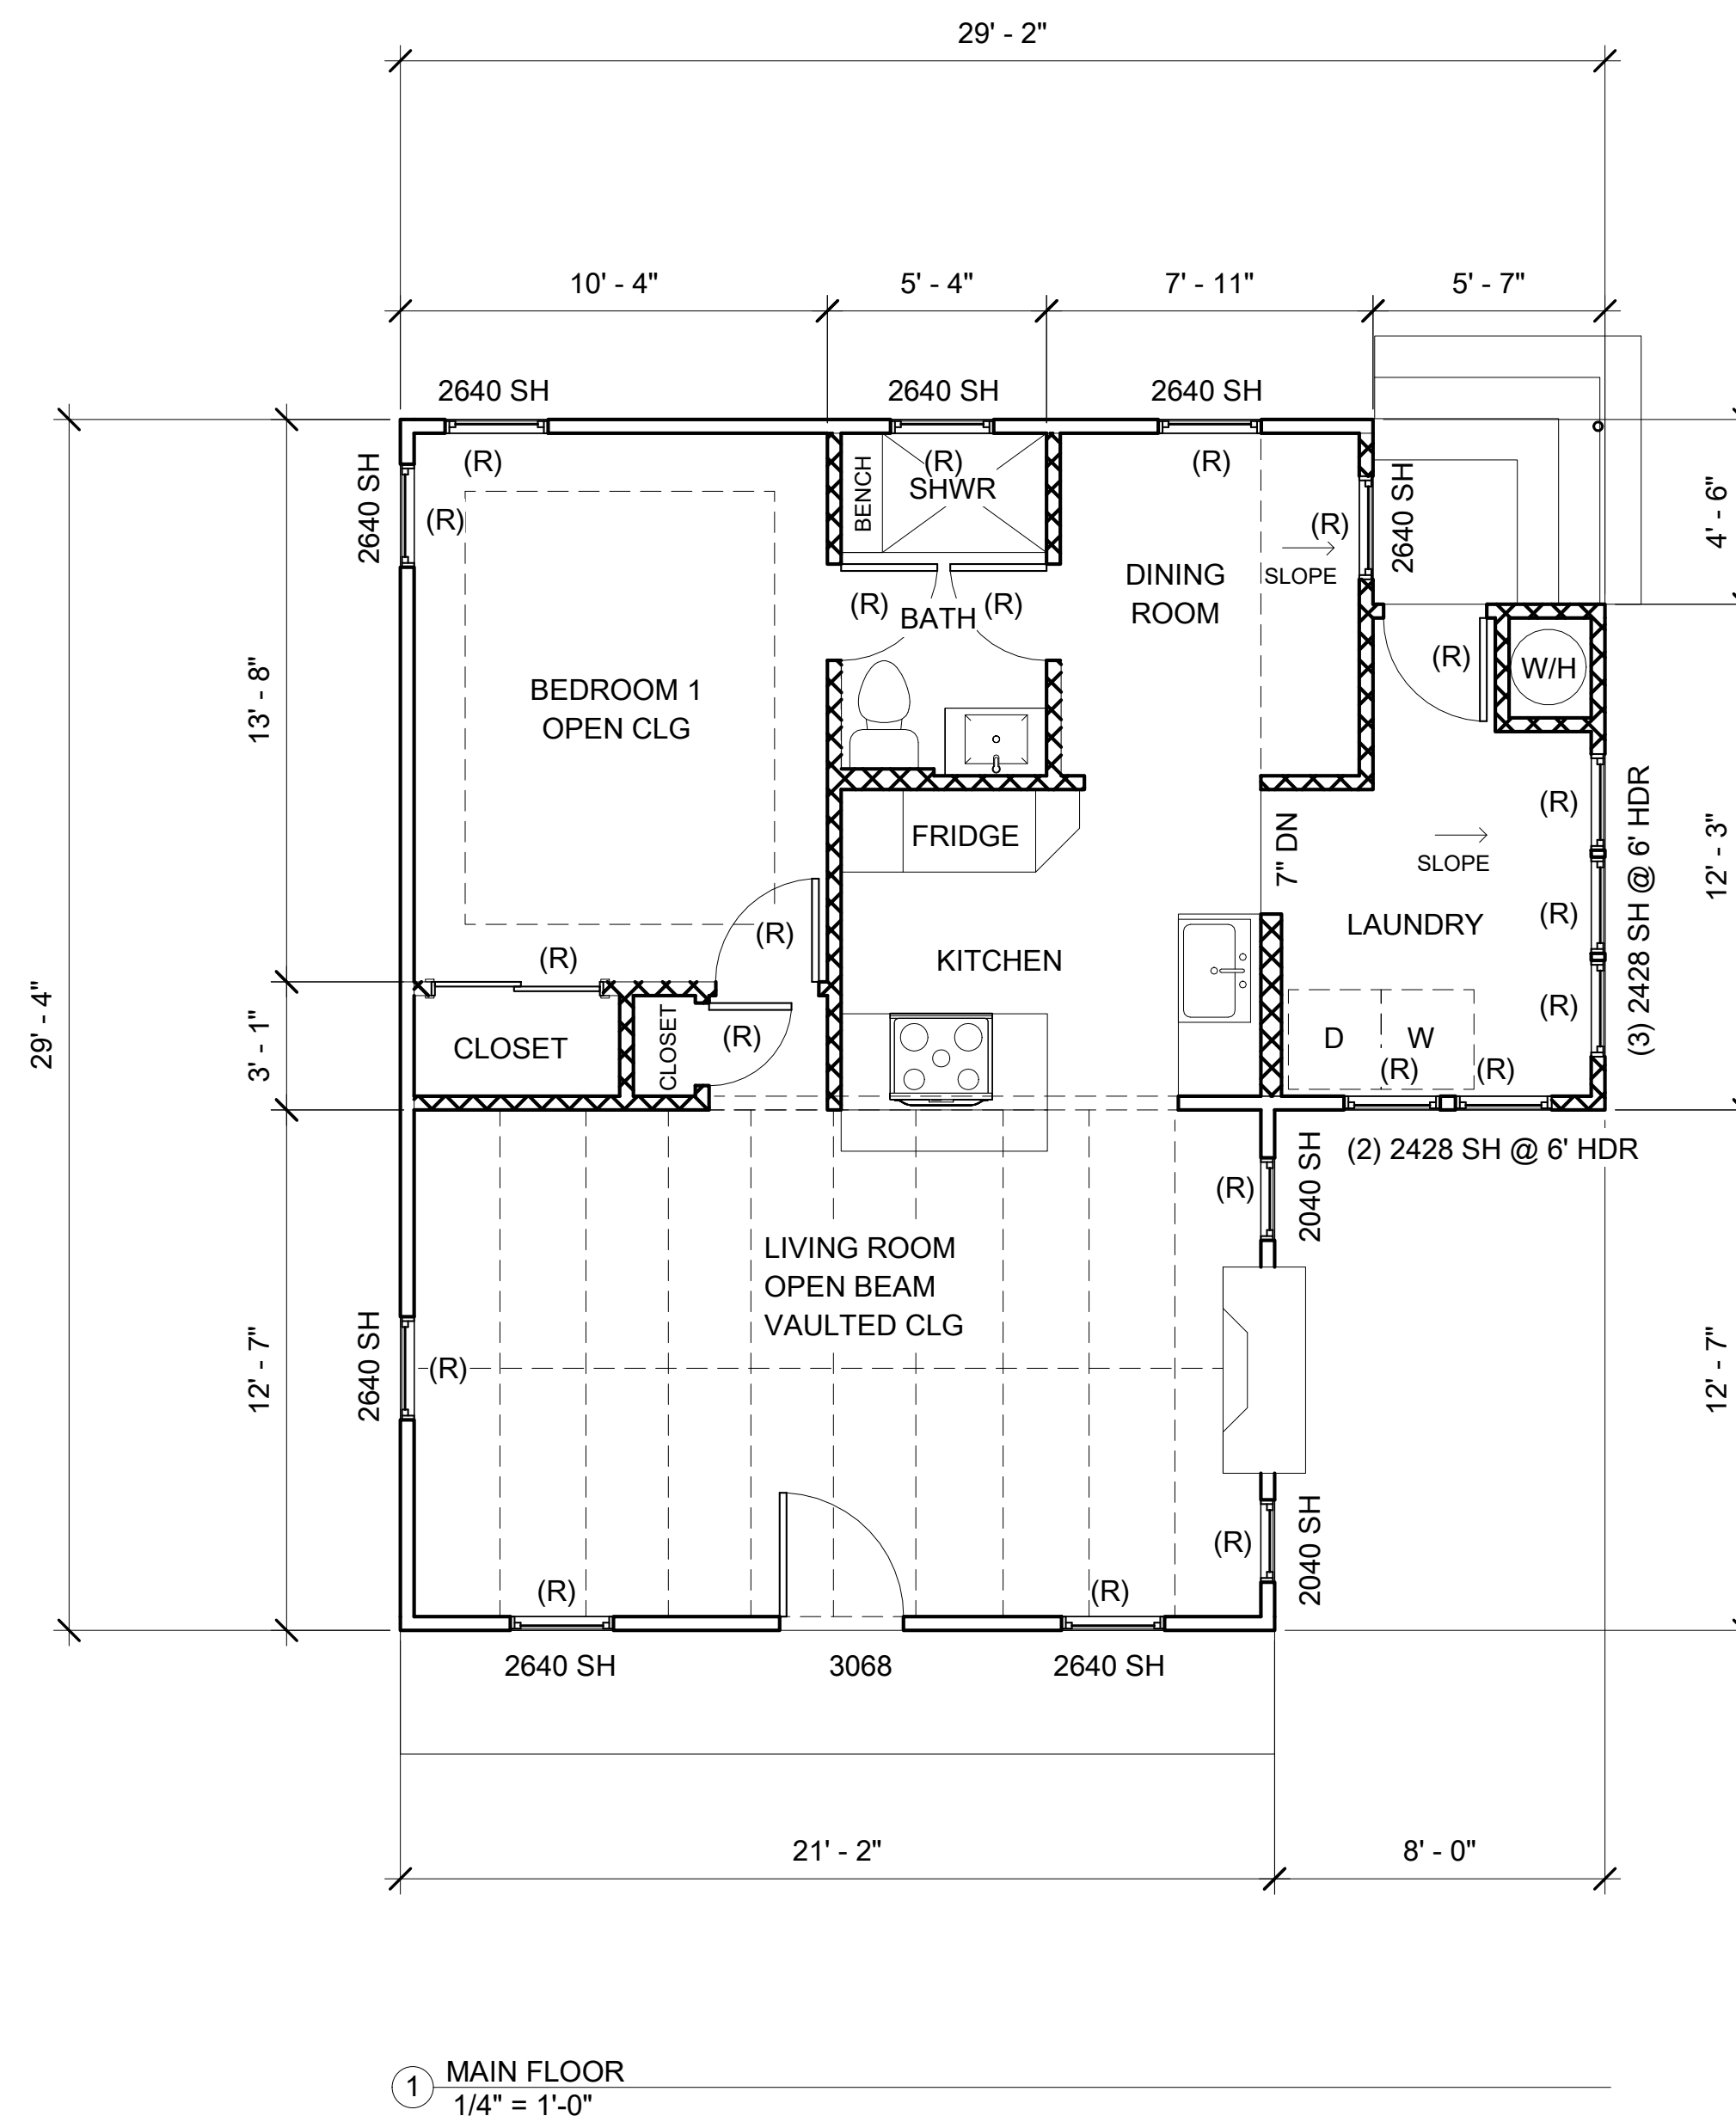 29' - 2"
10' - 4"
5' - 4"
7' - 11"
5' - 7"
2640 SH
2640 SH
2640 SH
2640 SH
(R)
(R)
BENCH
(R)
SHWR
(R)
(R)
SLOPE
2640 SH
4' - 6"
DINING
ROOM
(R)
BATH
(R)
(R)
W/H
13' - 8"
BEDROOM 1
OPEN CLG
FRIDGE
7" DN
SLOPE
(R)
(R)
(R)
(3) 2428 SH @ 6' HDR
12' - 3"
LAUNDRY
(R)
(R)
KITCHEN
29' - 4"
3' - 1"
CLOSET
CLOSET
(R)
D
W
(R)
(R)
(2) 2428 SH @ 6' HDR
(R)
2040 SH
LIVING ROOM
OPEN BEAM
VAULTED CLG
12' - 7"
2640 SH
(R)
12' - 7"
(R)
2040 SH
(R)
(R)
2640 SH
3068
2640 SH
21' - 2"
8' - 0"
1
MAIN FLOOR
1/4" = 1'-0"